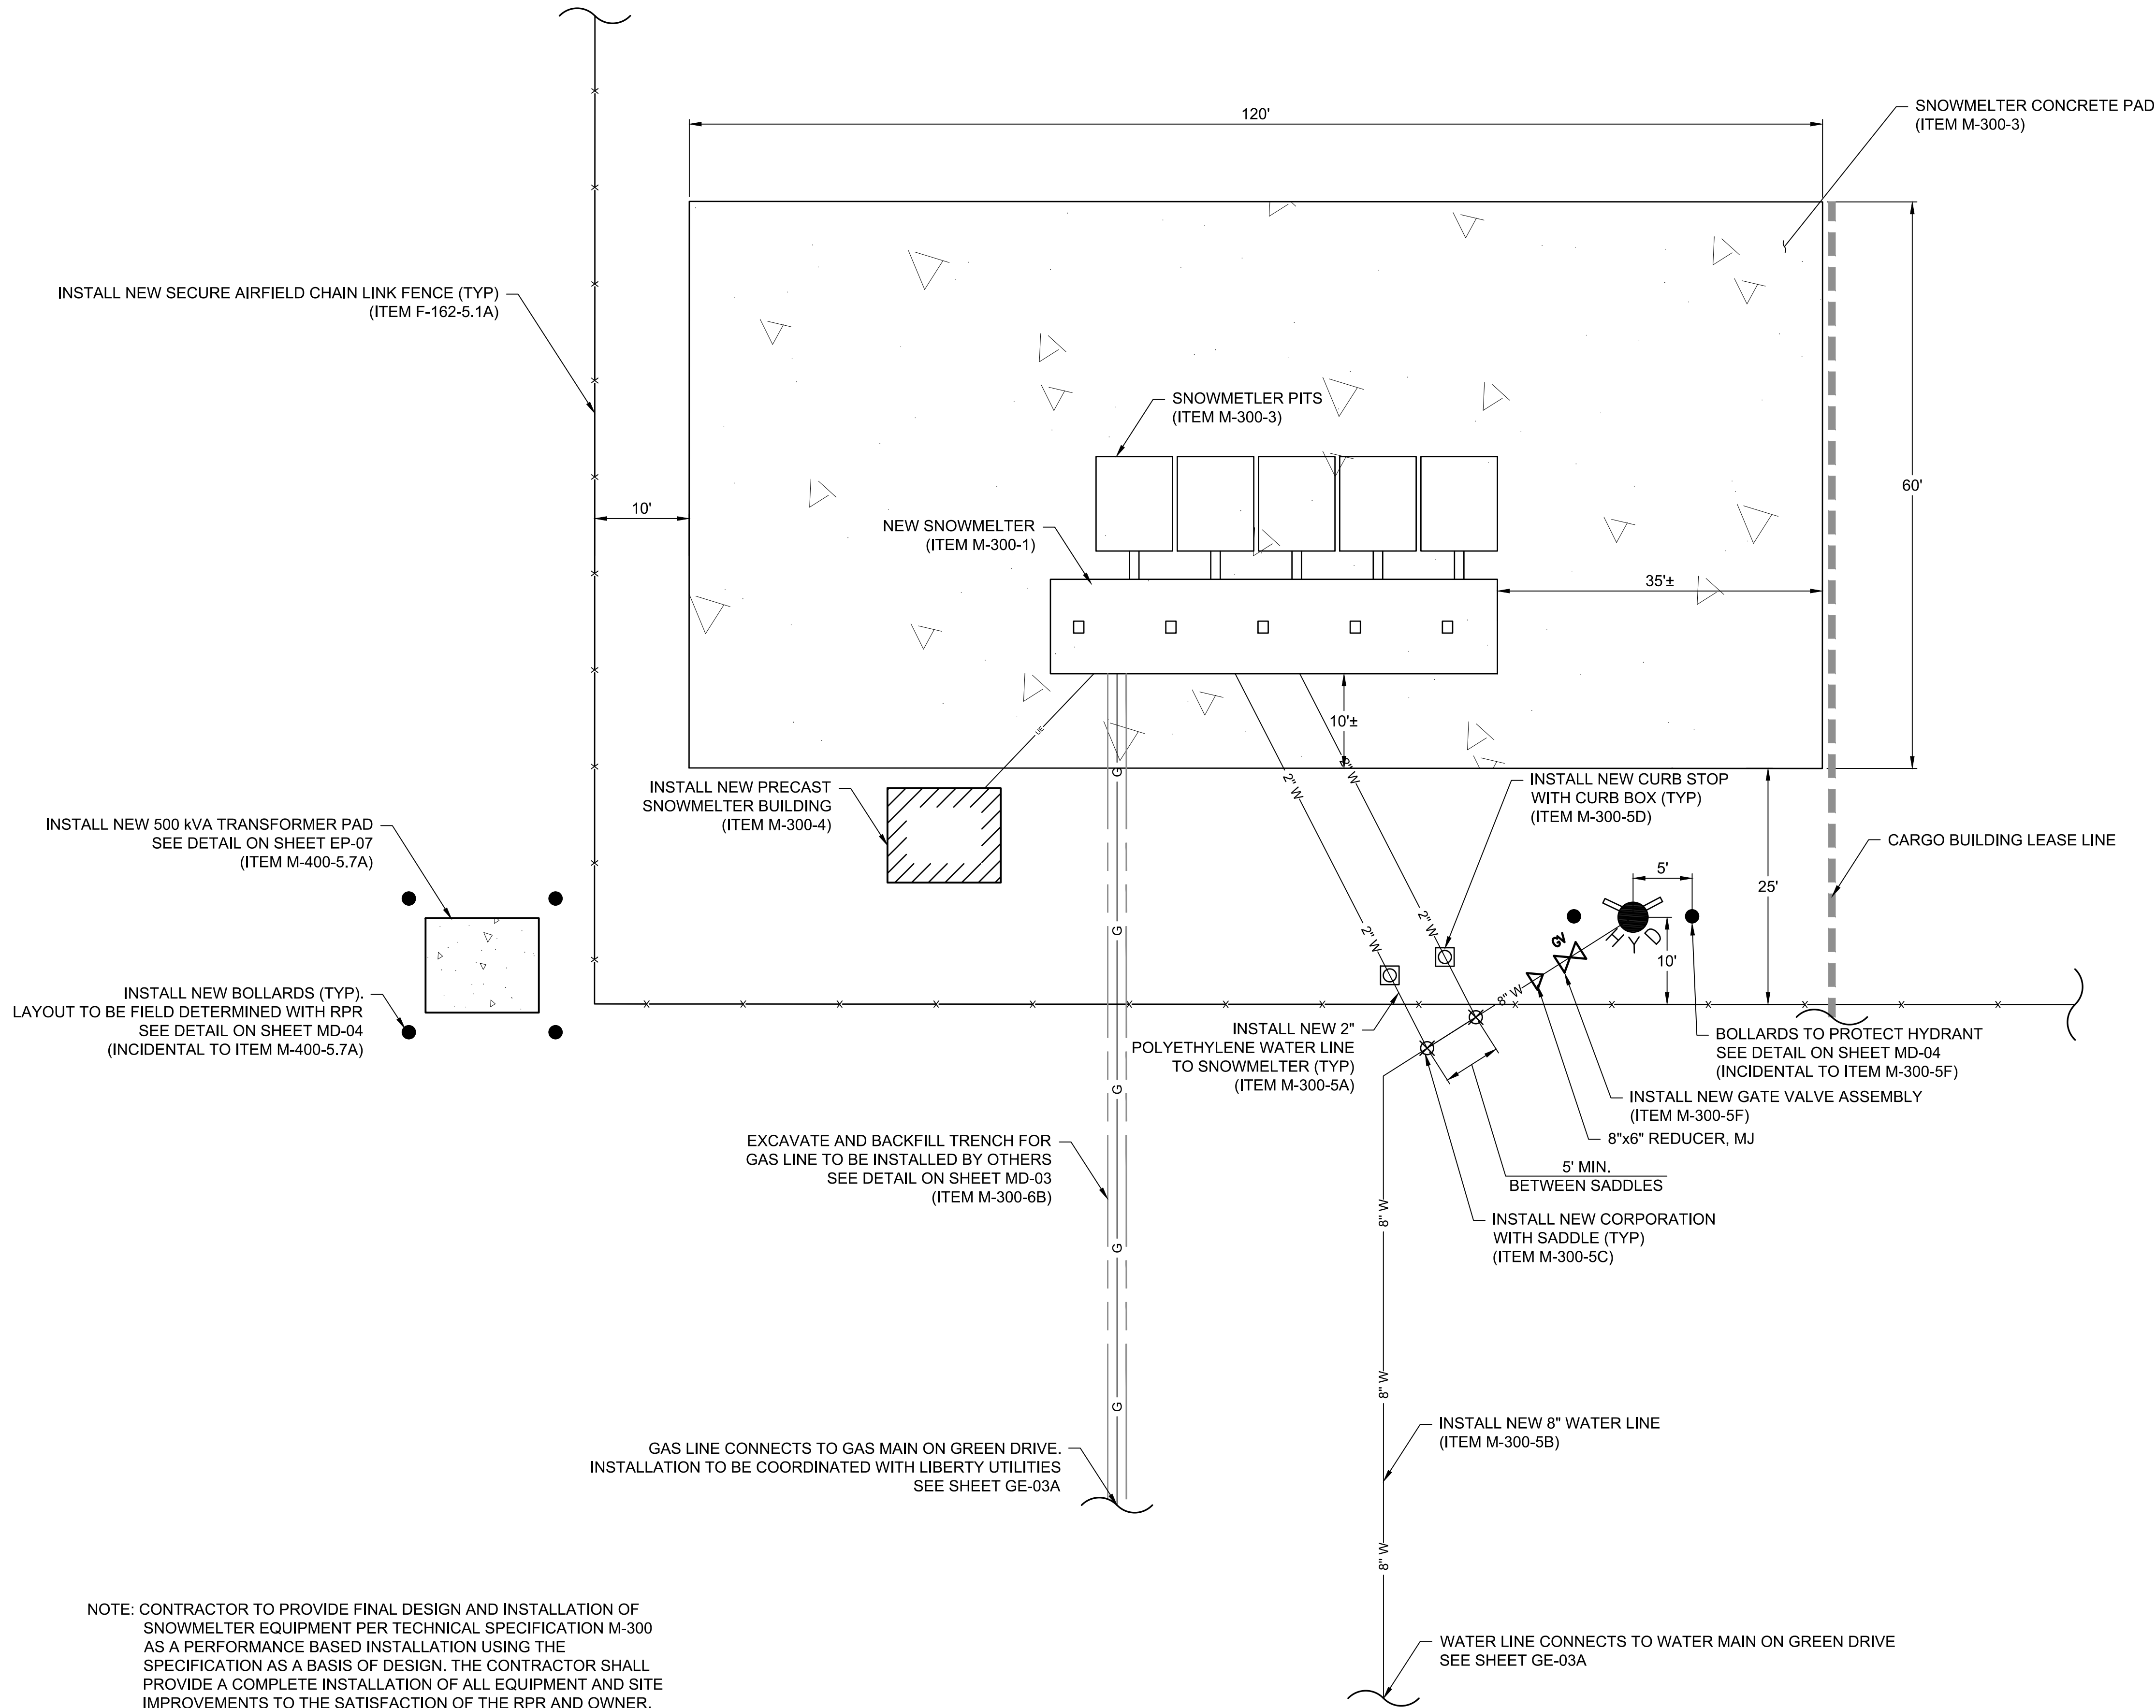 120'
SNOWMELTER CONCRETE PAD
(ITEM M-300-3)
INSTALL NEW SECURE AIRFIELD CHAIN LINK FENCE (TYP)
(ITEM F-162-5.1A)
SNOWMETLER PITS
(ITEM M-300-3)
60'
10'
NEW SNOWMELTER
(ITEM M-300-1)
35'±
10'±
UE
G
2" W
2" W
INSTALL NEW PRECAST
SNOWMELTER BUILDING
(ITEM M-300-4)
INSTALL NEW CURB STOP
WITH CURB BOX (TYP)
(ITEM M-300-5D)
INSTALL NEW 500 kVA TRANSFORMER PAD
SEE DETAIL ON SHEET EP-07
(ITEM M-400-5.7A)
CARGO BUILDING LEASE LINE
5'
25'
G
2" W
2" W
GV
HYD
10'
INSTALL NEW BOLLARDS (TYP).
LAYOUT TO BE FIELD DETERMINED WITH RPR
SEE DETAIL ON SHEET MD-04
(INCIDENTAL TO ITEM M-400-5.7A)
8" W
INSTALL NEW 2"
POLYETHYLENE WATER LINE
TO SNOWMELTER (TYP)
(ITEM M-300-5A)
BOLLARDS TO PROTECT HYDRANT
SEE DETAIL ON SHEET MD-04
(INCIDENTAL TO ITEM M-300-5F)
G
INSTALL NEW GATE VALVE ASSEMBLY
(ITEM M-300-5F)
8"x6" REDUCER, MJ
EXCAVATE AND BACKFILL TRENCH FOR
GAS LINE TO BE INSTALLED BY OTHERS
SEE DETAIL ON SHEET MD-03
(ITEM M-300-6B)
5' MIN.
BETWEEN SADDLES
8" W
INSTALL NEW CORPORATION
WITH SADDLE (TYP)
(ITEM M-300-5C)
G
8" W
G
INSTALL NEW 8" WATER LINE
(ITEM M-300-5B)
GAS LINE CONNECTS TO GAS MAIN ON GREEN DRIVE.
INSTALLATION TO BE COORDINATED WITH LIBERTY UTILITIES
SEE SHEET GE-03A
8" W
NOTE: CONTRACTOR TO PROVIDE FINAL DESIGN AND INSTALLATION OF
SNOWMELTER EQUIPMENT PER TECHNICAL SPECIFICATION M-300
AS A PERFORMANCE BASED INSTALLATION USING THE
SPECIFICATION AS A BASIS OF DESIGN. THE CONTRACTOR SHALL
PROVIDE A COMPLETE INSTALLATION OF ALL EQUIPMENT AND SITE
IMPROVEMENTS TO THE SATISFACTION OF THE RPR AND OWNER.
WATER LINE CONNECTS TO WATER MAIN ON GREEN DRIVE
SEE SHEET GE-03A